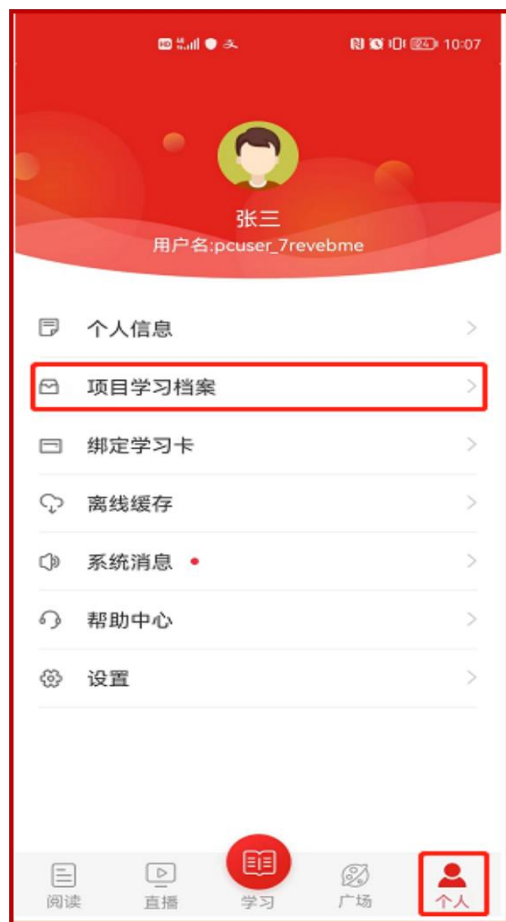 10:07
张三
用户名:pcuser_7revebme
个人信息
项目学习档案
绑定学习卡
离线缓存
系统消息
帮助中心
设置
阅读
直播
学习
广场
个人